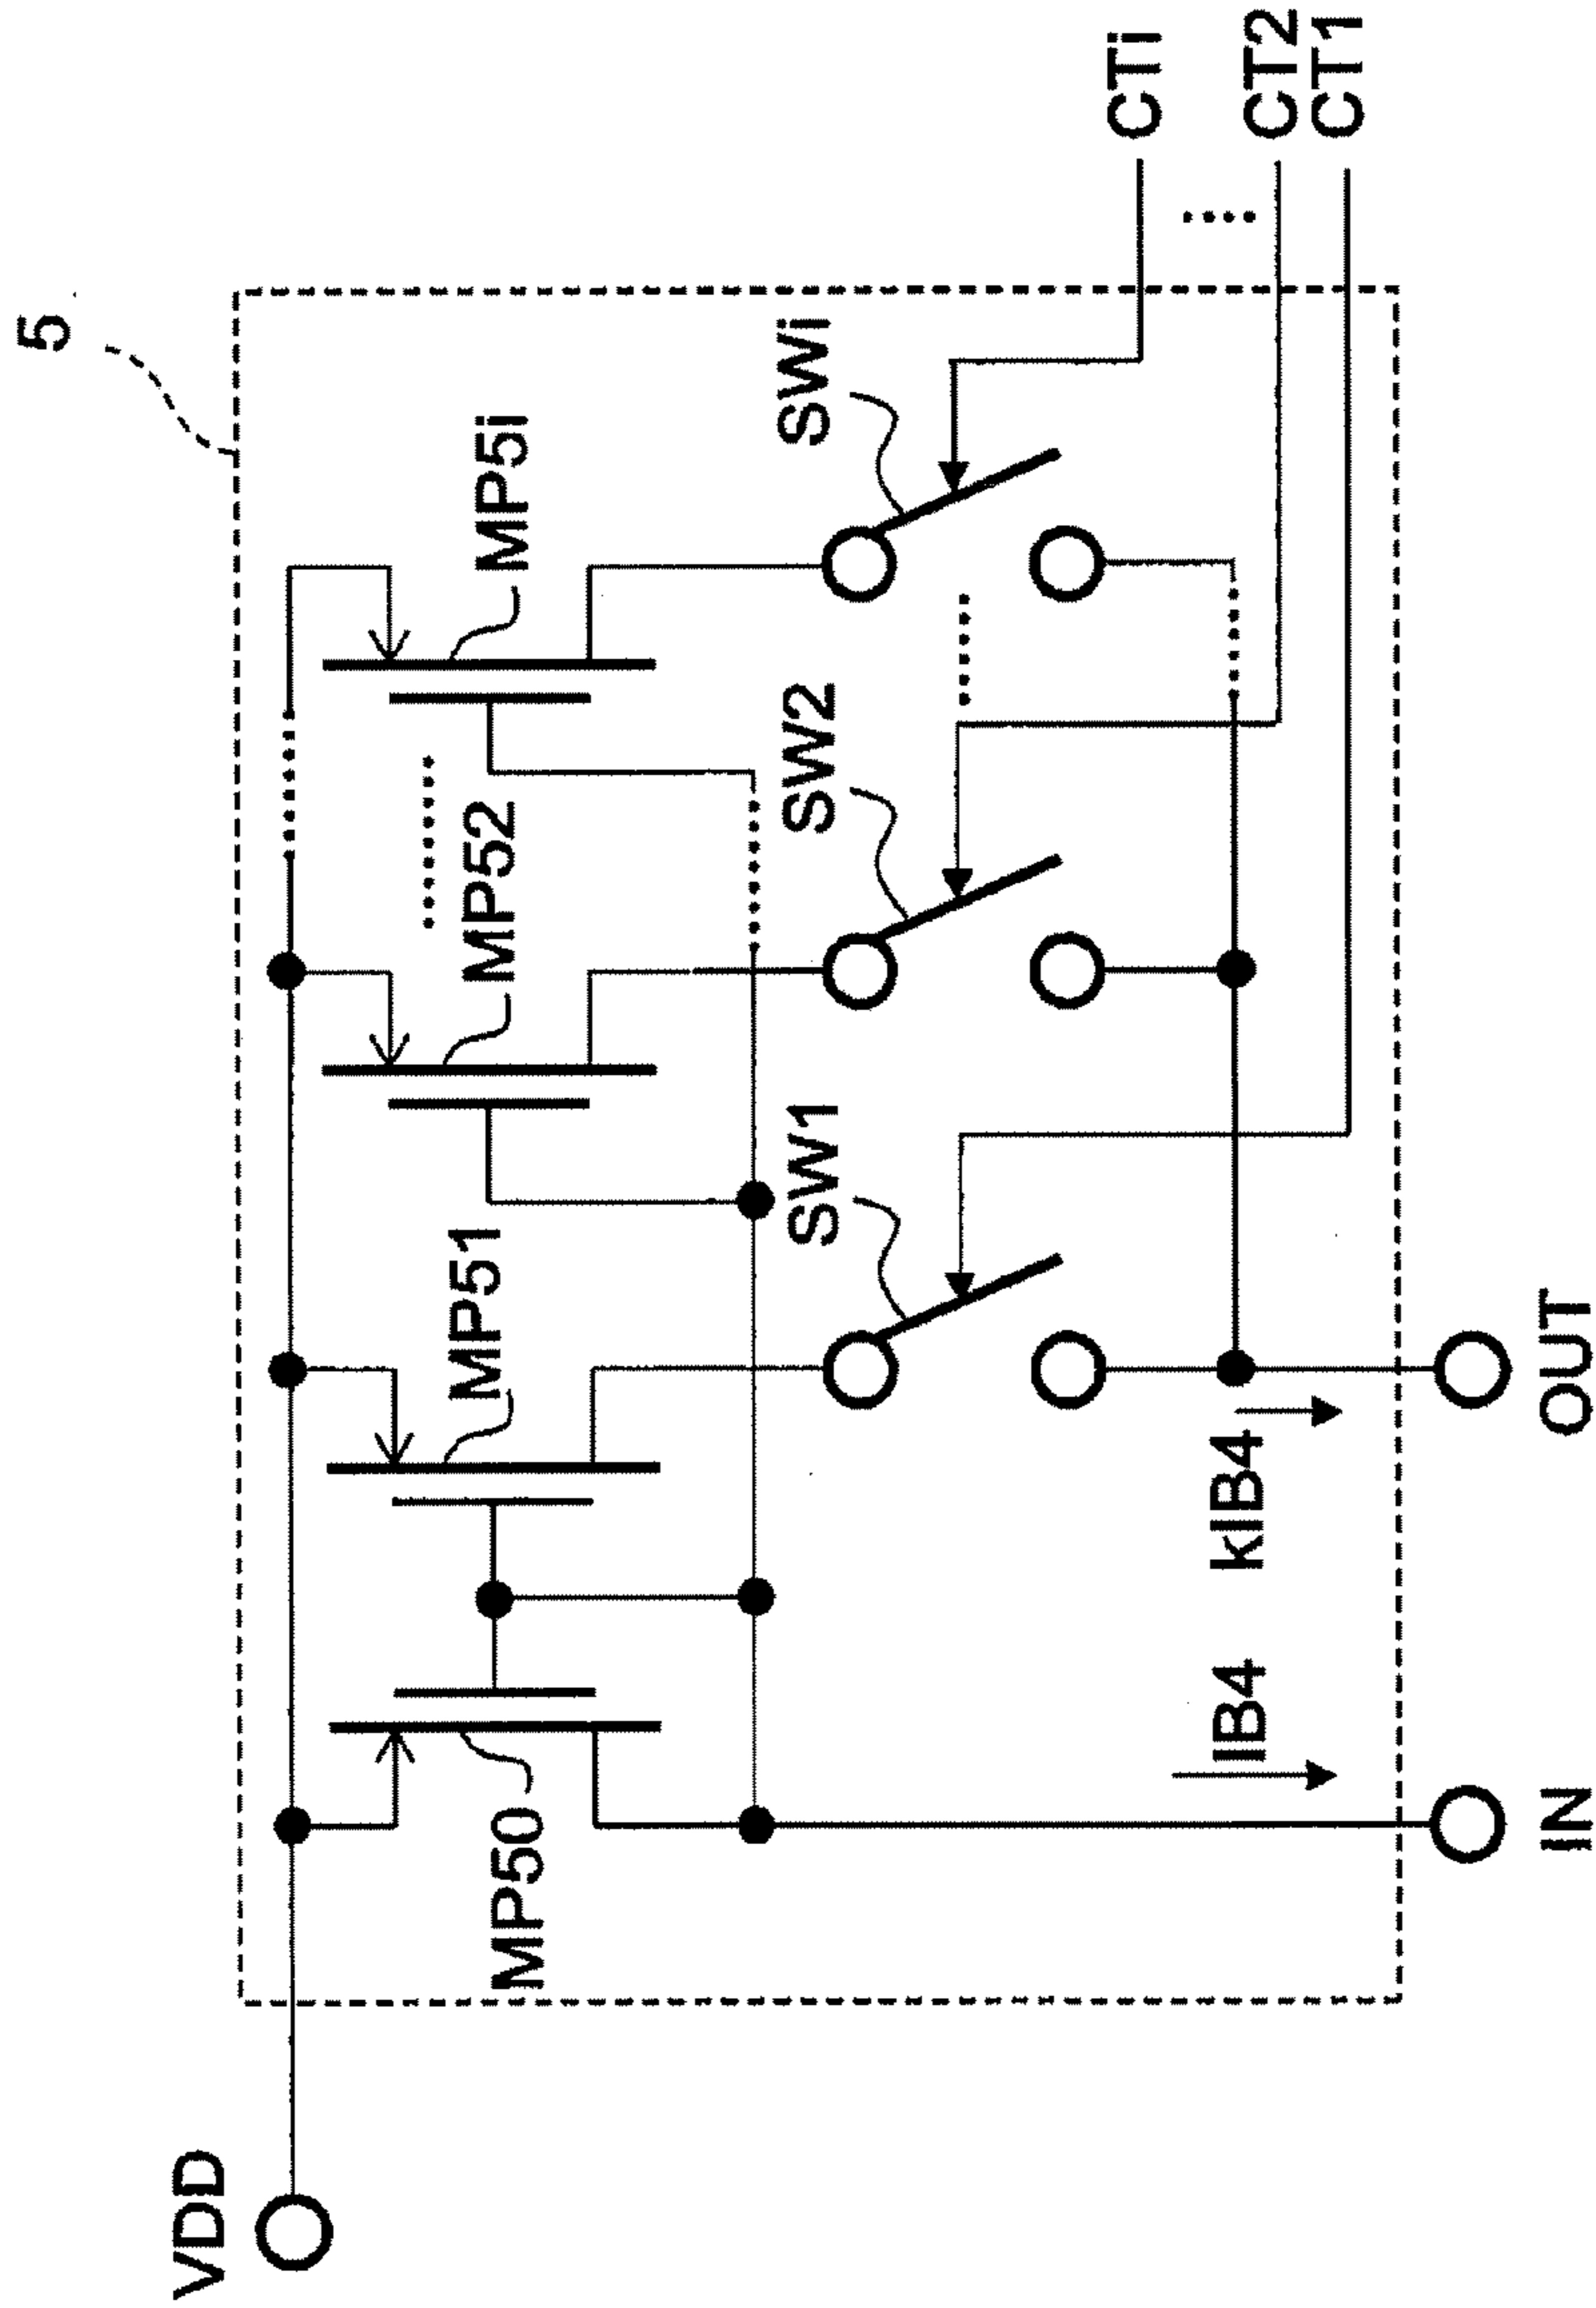 5
VDD
MP50
MP51
MP52
MP5i
SW1
SW2
SWi
CTi
CT2
CT1
IB4
kIB4
IN
OUT